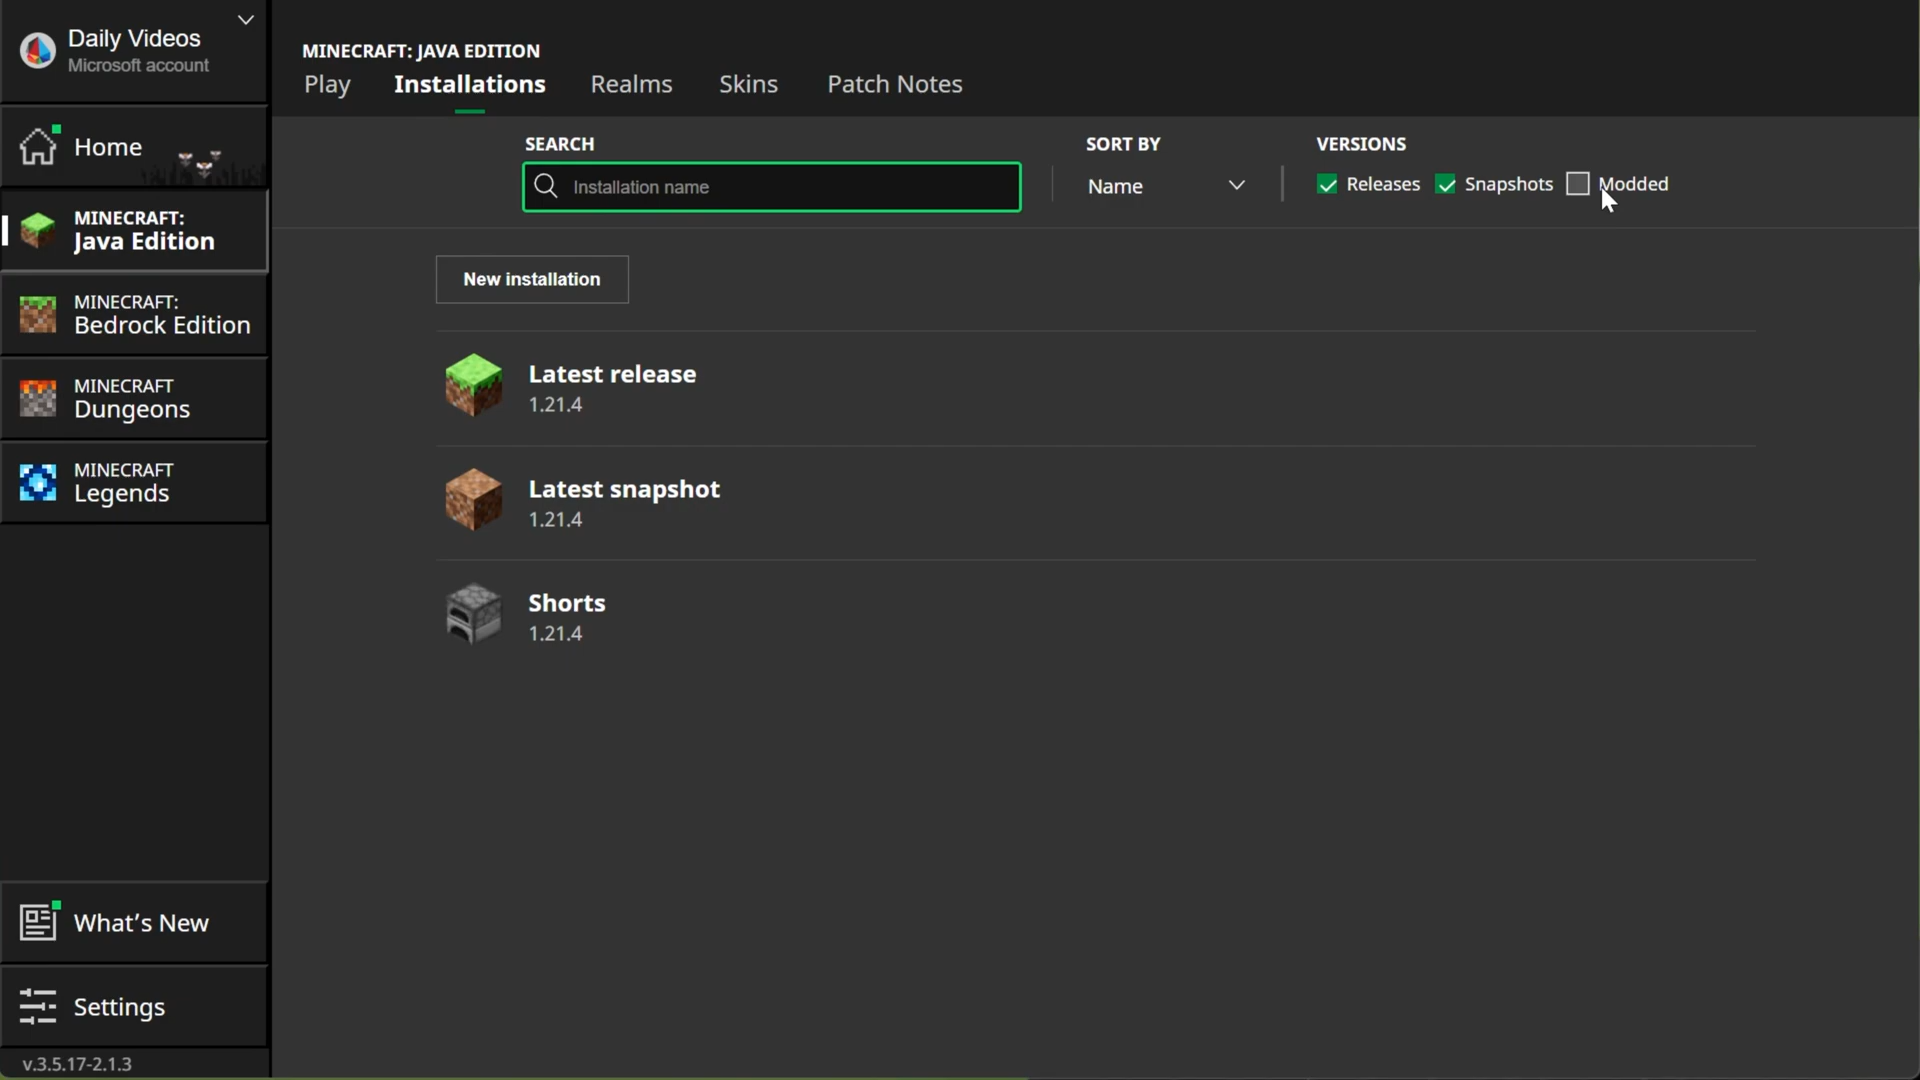 Daily Videos
Microsoft account
Home
MINECRAFT:
Java Edition
MINECRAFT:
Bedrock Edition
MINECRAFT
Dungeons
MINECRAFT
Legends
What's New
Settings
v.3.5.17-2.1.3
MINECRAFT: JAVA EDITION
Play Installations Realms Skins Patch Notes
SEARCH SORT BY VERSIONS
Installation name Name Releases Snapshots Modded
New installation
Latest release
1.21.4
Latest snapshot
1.21.4
Shorts
1.21.4